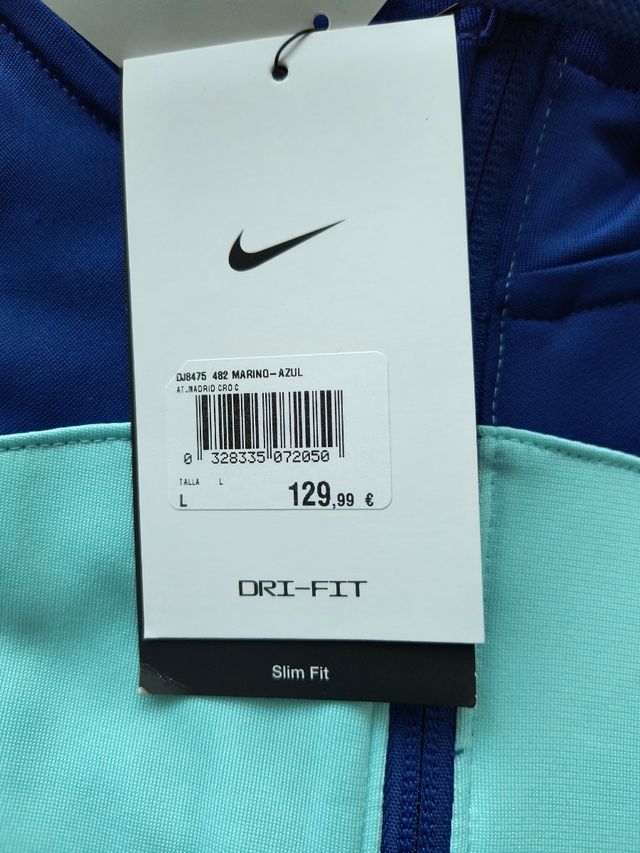 DJ8475 482 MARINO-AZUL
AT.MADRID CRO C
0 328335 072050
TALLA L
L 129,99 €
DRI-FIT
Slim Fit